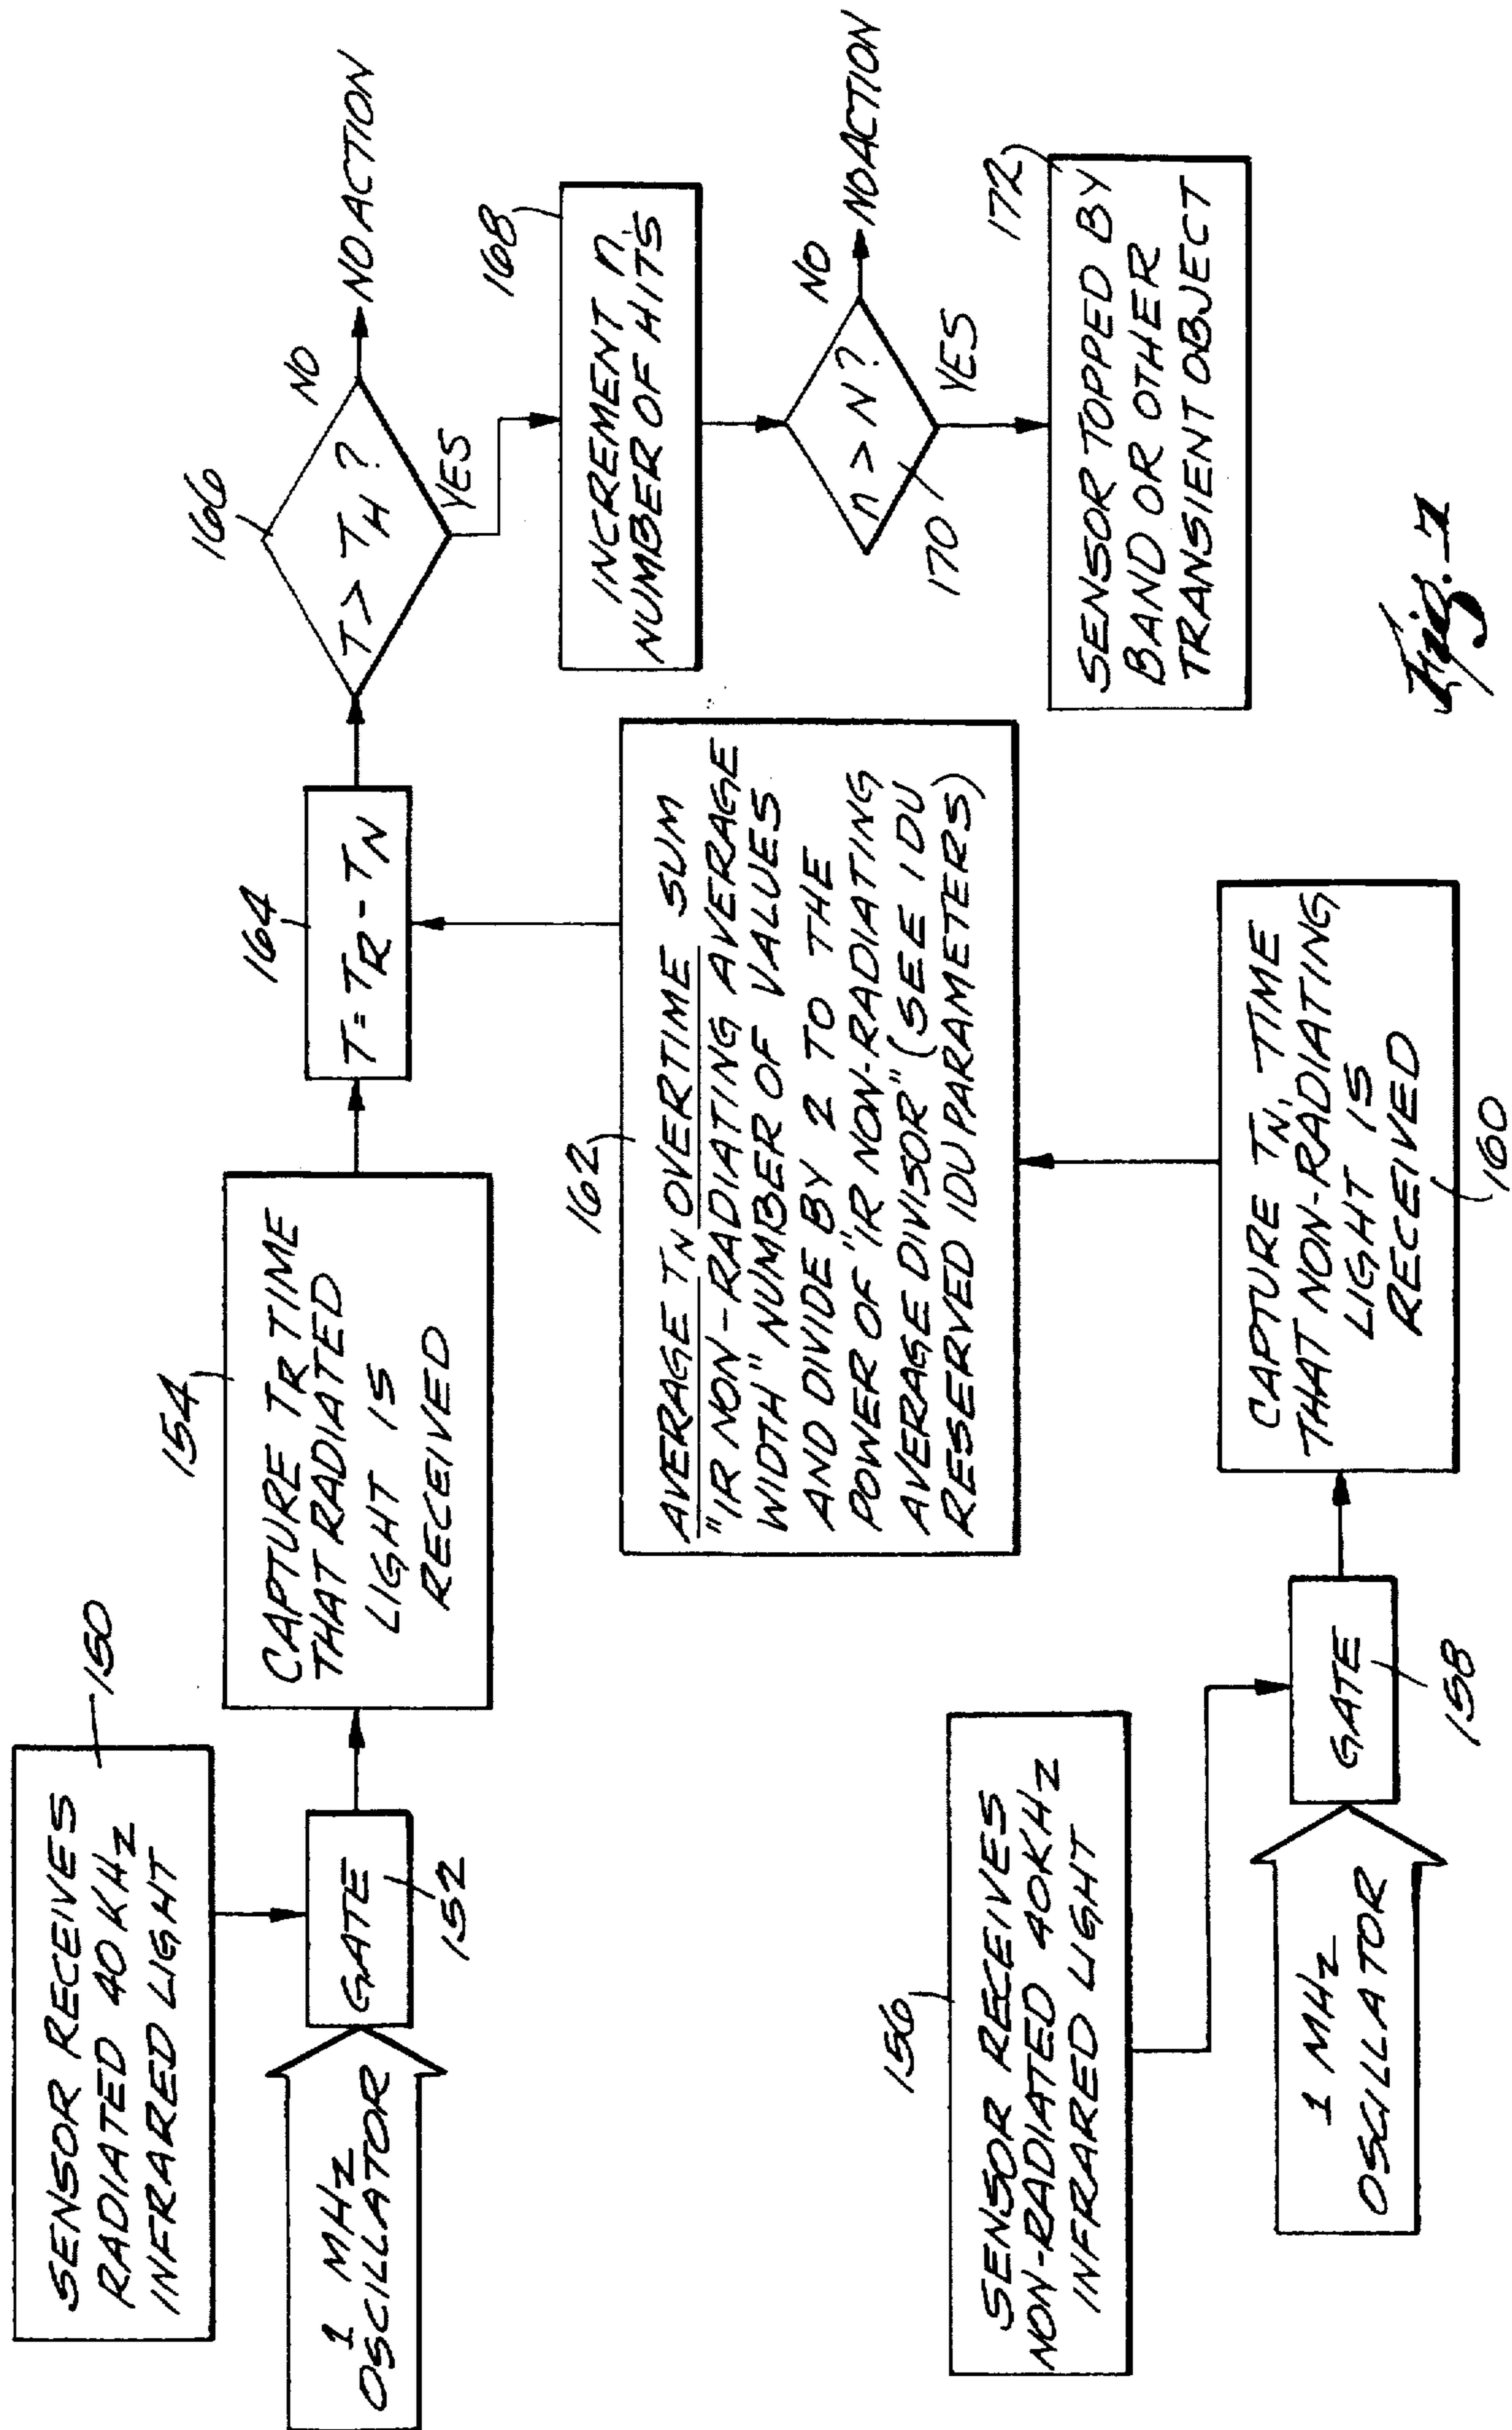 150
SENSOR RECEIVES
RADIATED 40 KHz
INFRARED LIGHT
1 MHz
OSCILLATOR
GATE
152
154
CAPTURE TR TIME
THAT RADIATED
LIGHT IS
RECEIVED
164
T = TR - TN
166
T > TH ?
NO
NO ACTION
YES
168
INCREMENT n,
NUMBER OF HITS
n > N ?
170
NO
NO ACTION
YES
172
SENSOR TOPPED BY
BAND OR OTHER
TRANSIENT OBJECT
162
AVERAGE TN OVERTIME SUM
"IR NON-RADIATING AVERAGE
WIDTH" NUMBER OF VALUES
AND DIVIDE BY 2 TO THE
POWER OF "IR NON-RADIATING
AVERAGE DIVISOR" (SEE IDU
RESERVED IDU PARAMETERS)
156
SENSOR RECEIVES
NON-RADIATED 40KHz
INFRARED LIGHT
1 MHz
OSCILLATOR
GATE
158
CAPTURE TN, TIME
THAT NON-RADIATING
LIGHT IS
RECEIVED
160